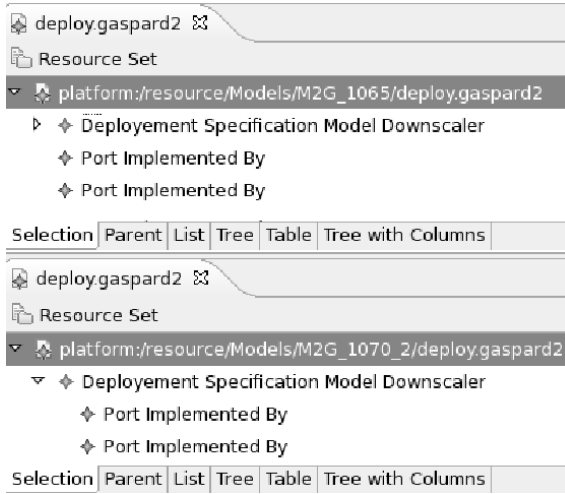 deploy.gaspard2
Resource Set
platform:/resource/Models/M2G_1065/deploy.gaspard2
Deployement Specification Model Downscaler
Port Implemented By
Port Implemented By
Selection Parent List Tree Table Tree with Columns
deploy.gaspard2
Resource Set
platform:/resource/Models/M2G_1070_2/deploy.gaspard2
Deployement Specification Model Downscaler
Port Implemented By
Port Implemented By
Selection Parent List Tree Table Tree with Columns